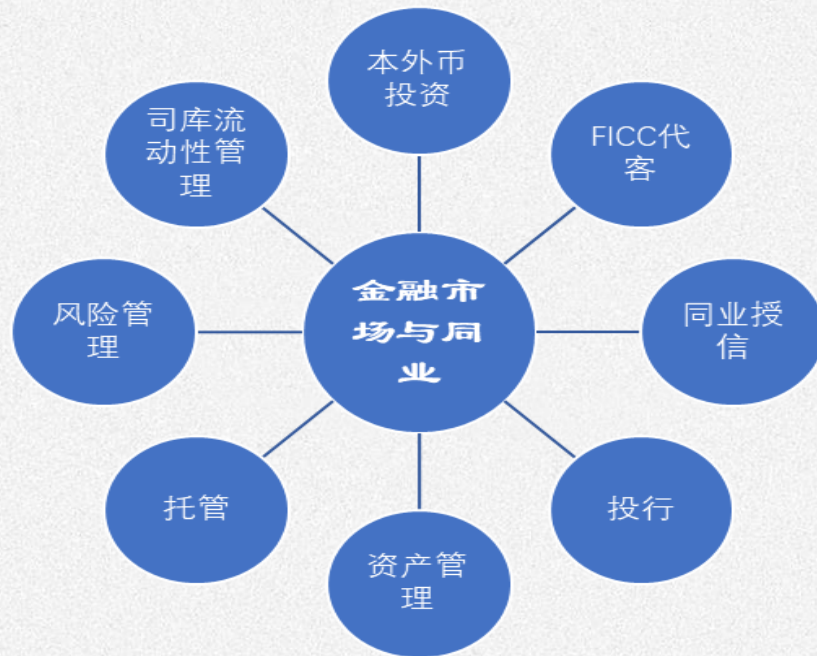 本外币
投资
FICC代
客
同业授
信
投行
资产管
理
托管
风险管
理
司库流
动性管
理
金融市
场与同
业